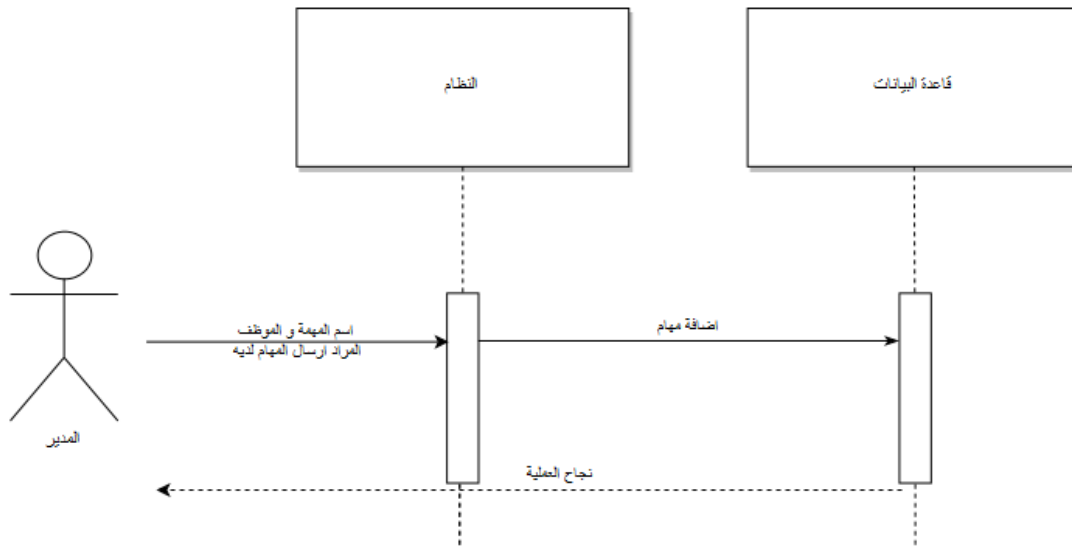 النظام
قاعدة البيانات
اسم المهمة و الموظف
المراد ارسال المهام لديه
اضافة مهام
المدير
نجاح العملية